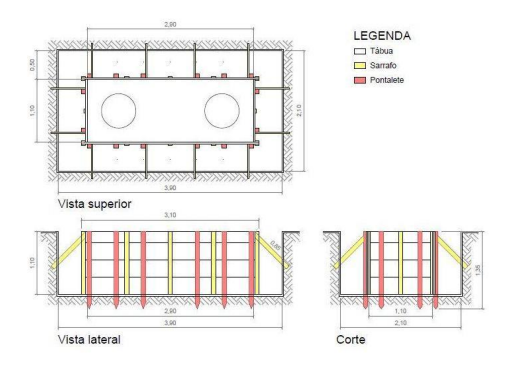 2,90
LEGENDA
Tábua
Sarrafo
Pontalete
0,50
1,10
2,10
3,90
Vista superior
3,10
0,85
1,10
1,35
2,90
3,90
1,10
2,10
Vista lateral
Corte